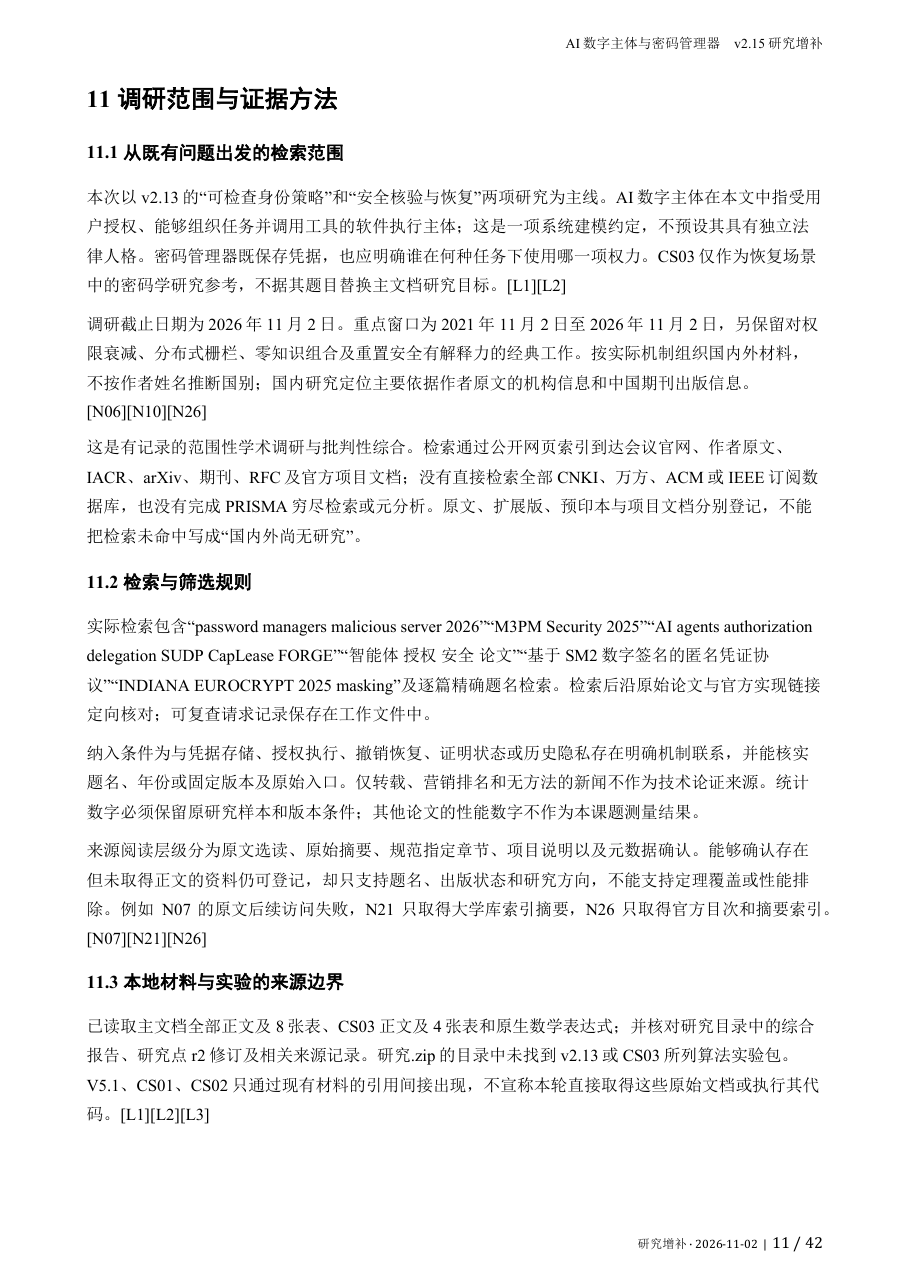 AI 数字主体与密码管理器 v2.15 研究增补
11 调研范围与证据方法
11.1 从既有问题出发的检索范围
本次以 v2.13 的“可检查身份策略”和“安全核验与恢复”两项研究为主线。AI 数字主体在本文中指受用
户授权、能够组织任务并调用工具的软件执行主体；这是一项系统建模约定，不预设其具有独立法
律人格。密码管理器既保存凭据，也应明确谁在何种任务下使用哪一项权力。CS03 仅作为恢复场景
中的密码学研究参考，不据其题目替换主文档研究目标。[L1][L2]
调研截止日期为 2026 年 11 月 2 日。重点窗口为 2021 年 11 月 2 日至 2026 年 11 月 2 日，另保留对权
限衰减、分布式栅栏、零知识组合及重置安全有解释力的经典工作。按实际机制组织国内外材料，
不按作者姓名推断国别；国内研究定位主要依据作者原文的机构信息和中国期刊出版信息。
[N06][N10][N26]
这是有记录的范围性学术调研与批判性综合。检索通过公开网页索引到达会议官网、作者原文、
IACR、arXiv、期刊、RFC 及官方项目文档；没有直接检索全部 CNKI、万方、ACM 或 IEEE 订阅数
据库，也没有完成 PRISMA 穷尽检索或元分析。原文、扩展版、预印本与项目文档分别登记，不能
把检索未命中写成“国内外尚无研究”。
11.2 检索与筛选规则
实际检索包含“password managers malicious server 2026”“M3PM Security 2025”“AI agents authorization
delegation SUDP CapLease FORGE”“智能体 授权 安全 论文”“基于 SM2 数字签名的匿名凭证协
议”“INDIANA EUROCRYPT 2025 masking”及逐篇精确题名检索。检索后沿原始论文与官方实现链接
定向核对；可复查请求记录保存在工作文件中。
纳入条件为与凭据存储、授权执行、撤销恢复、证明状态或历史隐私存在明确机制联系，并能核实
题名、年份或固定版本及原始入口。仅转载、营销排名和无方法的新闻不作为技术论证来源。统计
数字必须保留原研究样本和版本条件；其他论文的性能数字不作为本课题测量结果。
来源阅读层级分为原文选读、原始摘要、规范指定章节、项目说明以及元数据确认。能够确认存在
但未取得正文的资料仍可登记，却只支持题名、出版状态和研究方向，不能支持定理覆盖或性能排
除。例如 N07 的原文后续访问失败，N21 只取得大学库索引摘要，N26 只取得官方目次和摘要索引。
[N07][N21][N26]
11.3 本地材料与实验的来源边界
已读取主文档全部正文及 8 张表、CS03 正文及 4 张表和原生数学表达式；并核对研究目录中的综合
报告、研究点 r2 修订及相关来源记录。研究.zip 的目录中未找到 v2.13 或 CS03 所列算法实验包。
V5.1、CS01、CS02 只通过现有材料的引用间接出现，不宣称本轮直接取得这些原始文档或执行其代
码。[L1][L2][L3]
研究增补 · 2026-11-02 | 11 / 42